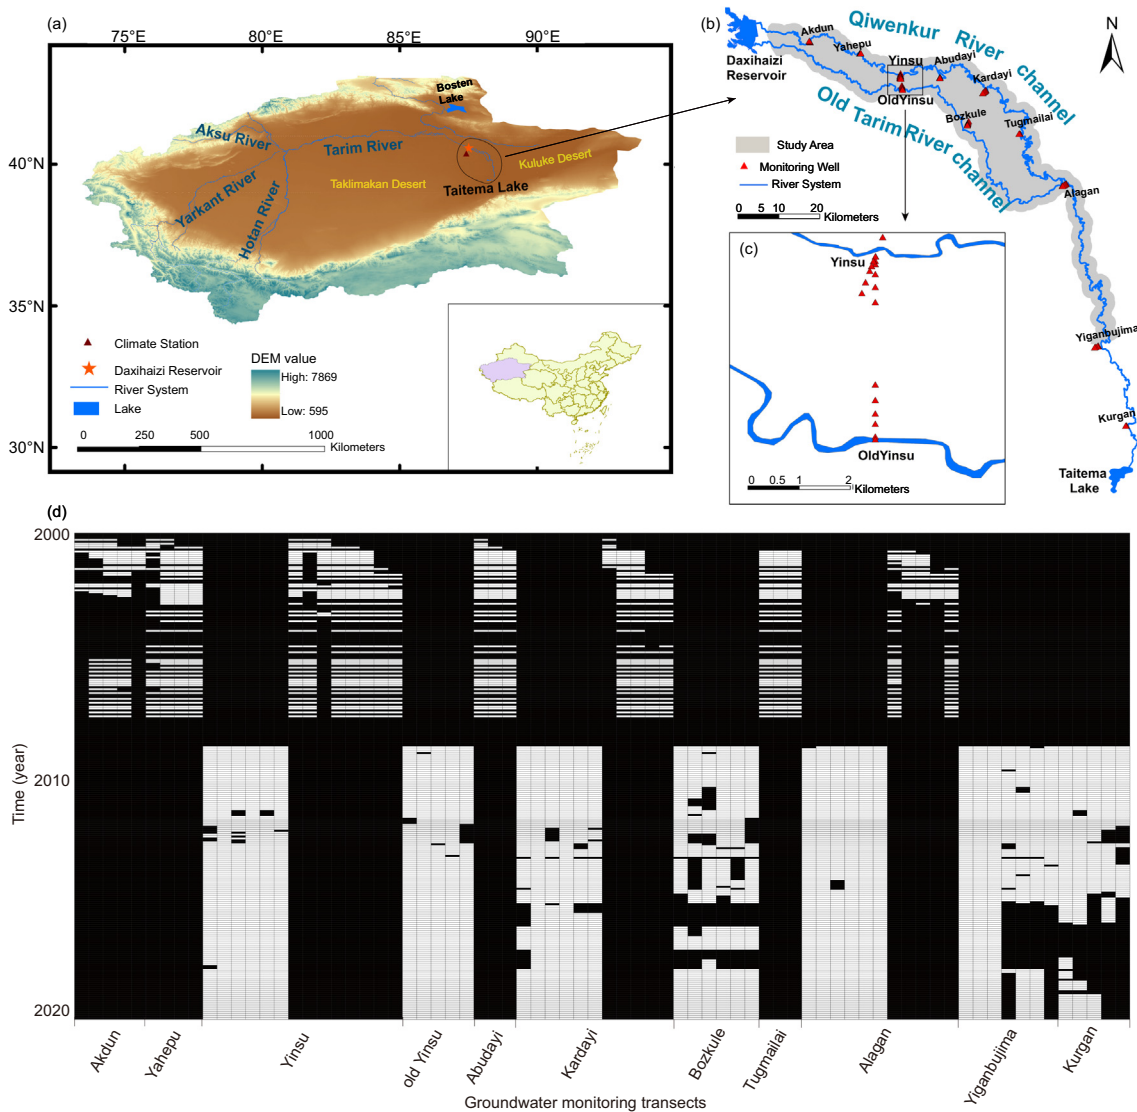 (a)
75°E
80°E
85°E
90°E
40°N
35°N
30°N
Bosten
Lake
Aksu River
Tarim River
Kuluke Desert
Taklimakan Desert
Taitema Lake
Yarkant River
Hotan River
Climate Station
Daxihaizi Reservoir
River System
Lake
DEM value
High: 7869
Low: 595
0
250
500
1000
Kilometers
(b)
N
Qiwenkur River channel
Akdun
Yahepu
Daxihaizi
Reservoir
Yinsu
Abudayi
Kardayi
OldYinsu
Bozkule
Tugmailai
Old Tarim River channel
Study Area
Monitoring Well
River System
0 5 10 20
Kilometers
Alagan
Yiganbujima
Kurgan
Taitema
Lake
(c)
Yinsu
OldYinsu
0 0.5 1 2
Kilometers
(d)
2000
2010
2020
Time (year)
Akdun
Yahepu
Yinsu
old Yinsu
Abudayi
Kardayi
Bozkule
Tugmailai
Alagan
Yiganbujima
Kurgan
Groundwater monitoring transects